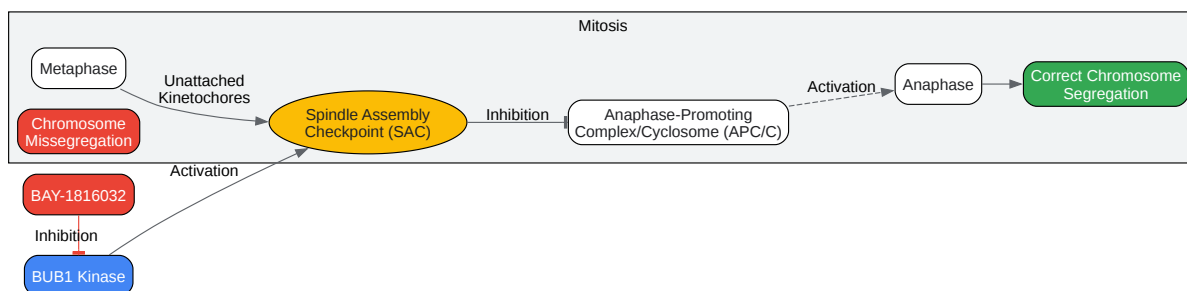 Mitosis
Metaphase
Unattached
Kinetochores
Chromosome
Missegregation
Spindle Assembly
Checkpoint (SAC)
Inhibition
Anaphase-Promoting
Complex/Cyclosome (APC/C)
Activation
Anaphase
Correct Chromosome
Segregation
Activation
BAY-1816032
Inhibition
BUB1 Kinase